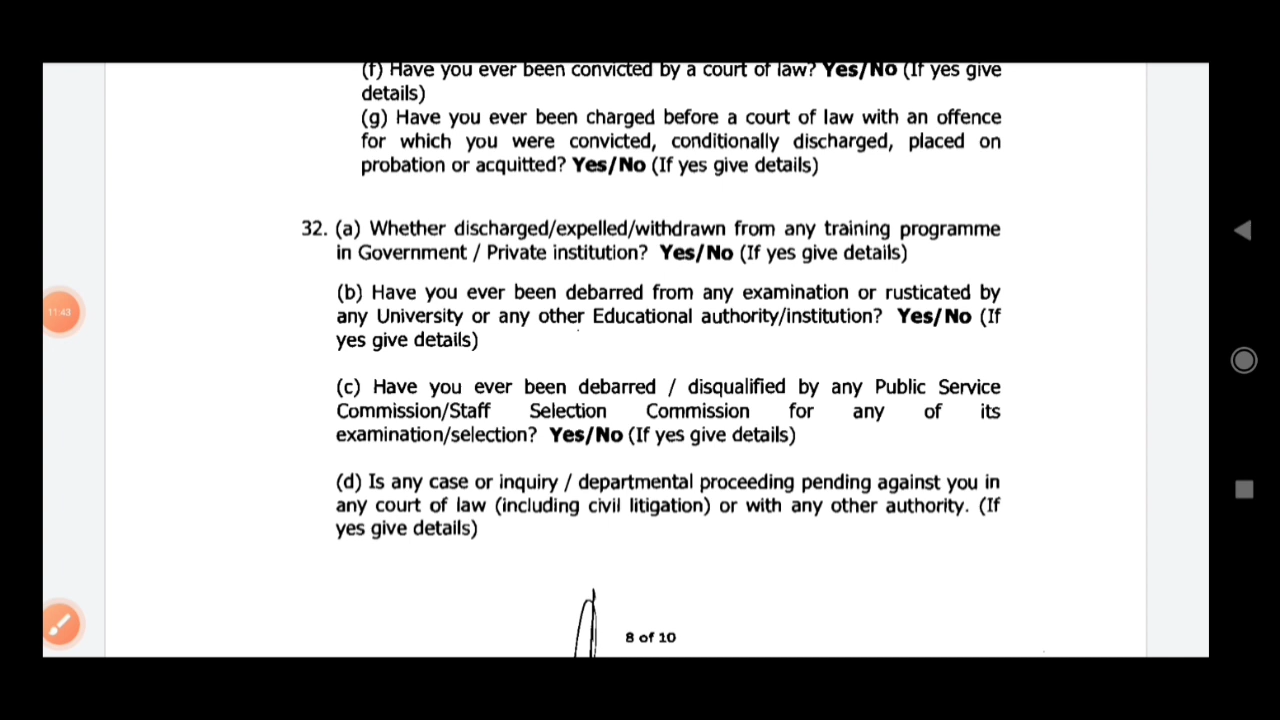 (f) Have you ever been convicted by a court of law? Yes/No (If yes give
details)
(g) Have you ever been charged before a court of law with an offence
for which you were convicted, conditionally discharged, placed on
probation or acquitted? Yes/No (If yes give details)
32. (a) Whether discharged/expelled/withdrawn from any training programme
in Government / Private institution? Yes/No (If yes give details)
(b) Have you ever been debarred from any examination or rusticated by
any University or any other Educational authority/institution? Yes/No (If
yes give details)
(c) Have you ever been debarred / disqualified by any Public Service
Commission/Staff Selection Commission for any of its
examination/selection? Yes/No (If yes give details)
(d) Is any case or inquiry / departmental proceeding pending against you in
any court of law (including civil litigation) or with any other authority. (If
yes give details)
8 of 10
11:43